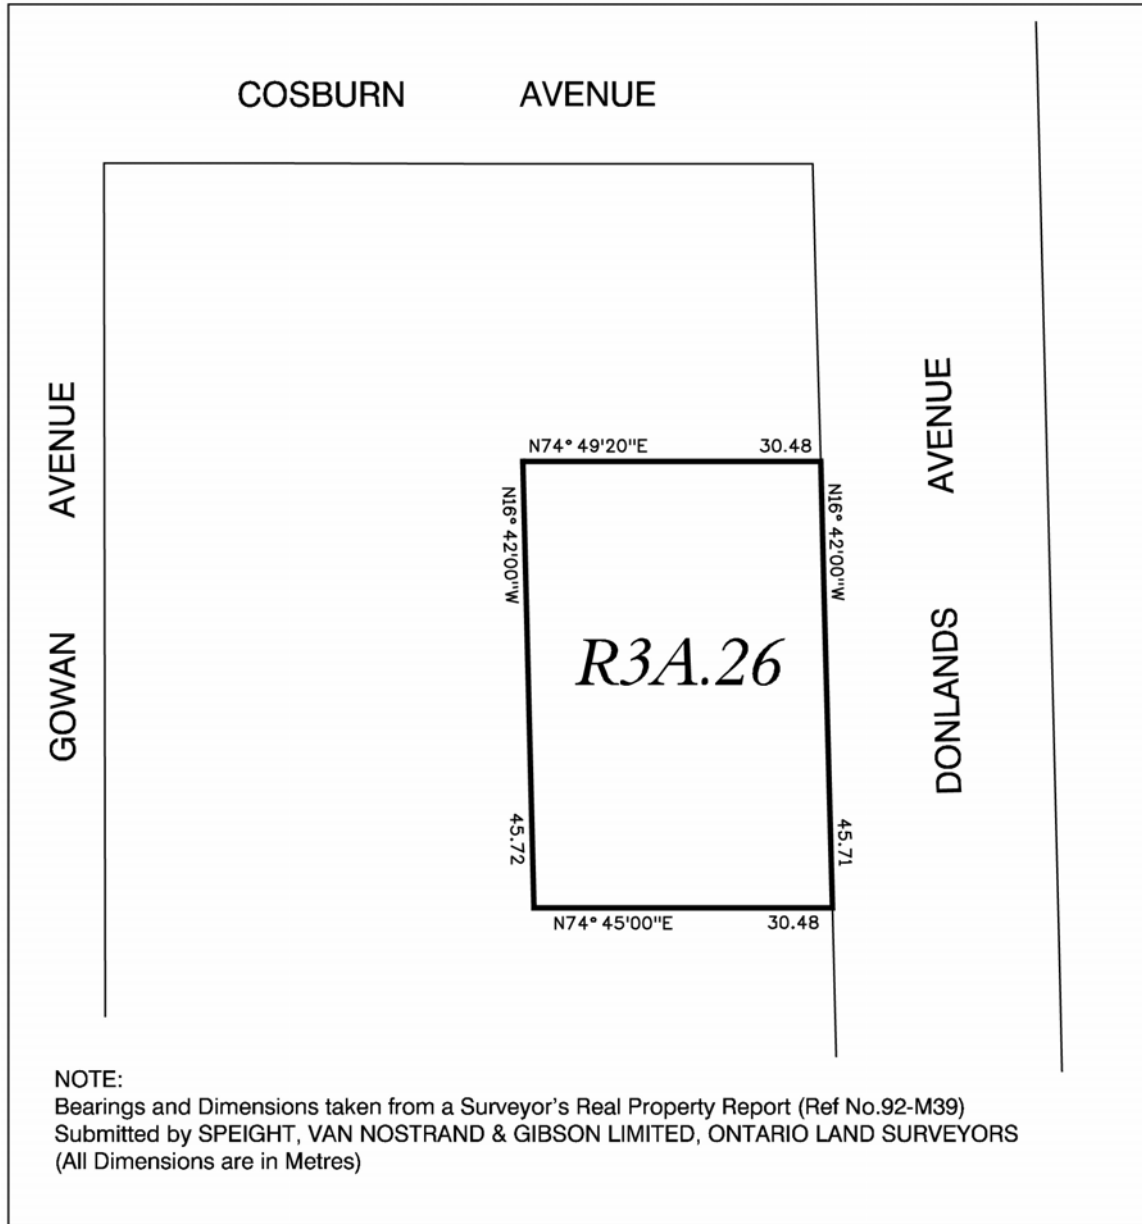 COSBURN AVENUE
GOWAN AVENUE
DONLANDS AVENUE
N74° 49'20"E 30.48
N16° 42'00"W
45.72
N16° 42'00"W
45.71
R3A.26
N74° 45'00"E 30.48
NOTE:
Bearings and Dimensions taken from a Surveyor's Real Property Report (Ref No.92-M39)
Submitted by SPEIGHT, VAN NOSTRAND & GIBSON LIMITED, ONTARIO LAND SURVEYORS
(All Dimensions are in Metres)